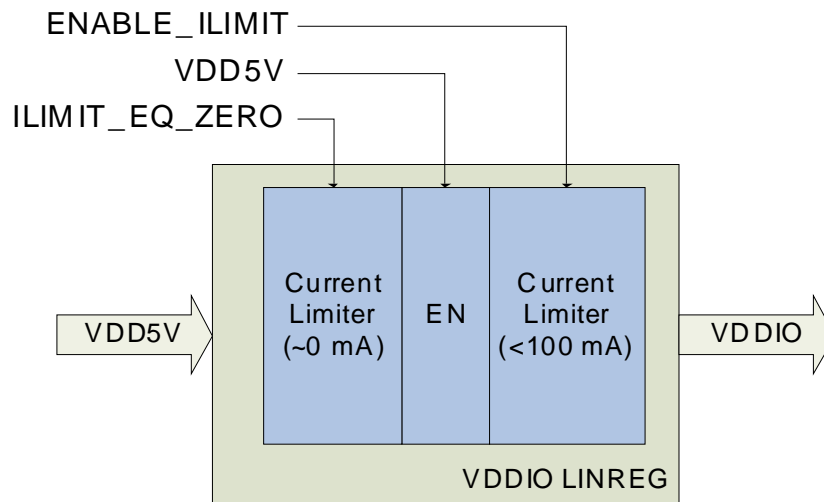 ENABLE_ILIMIT
VDD5V
ILIMIT_EQ_ZERO
Current
Limiter
(~0 mA)
EN
Current
Limiter
(<100 mA)
VDD5V
VDDIO
VDDIO LINREG